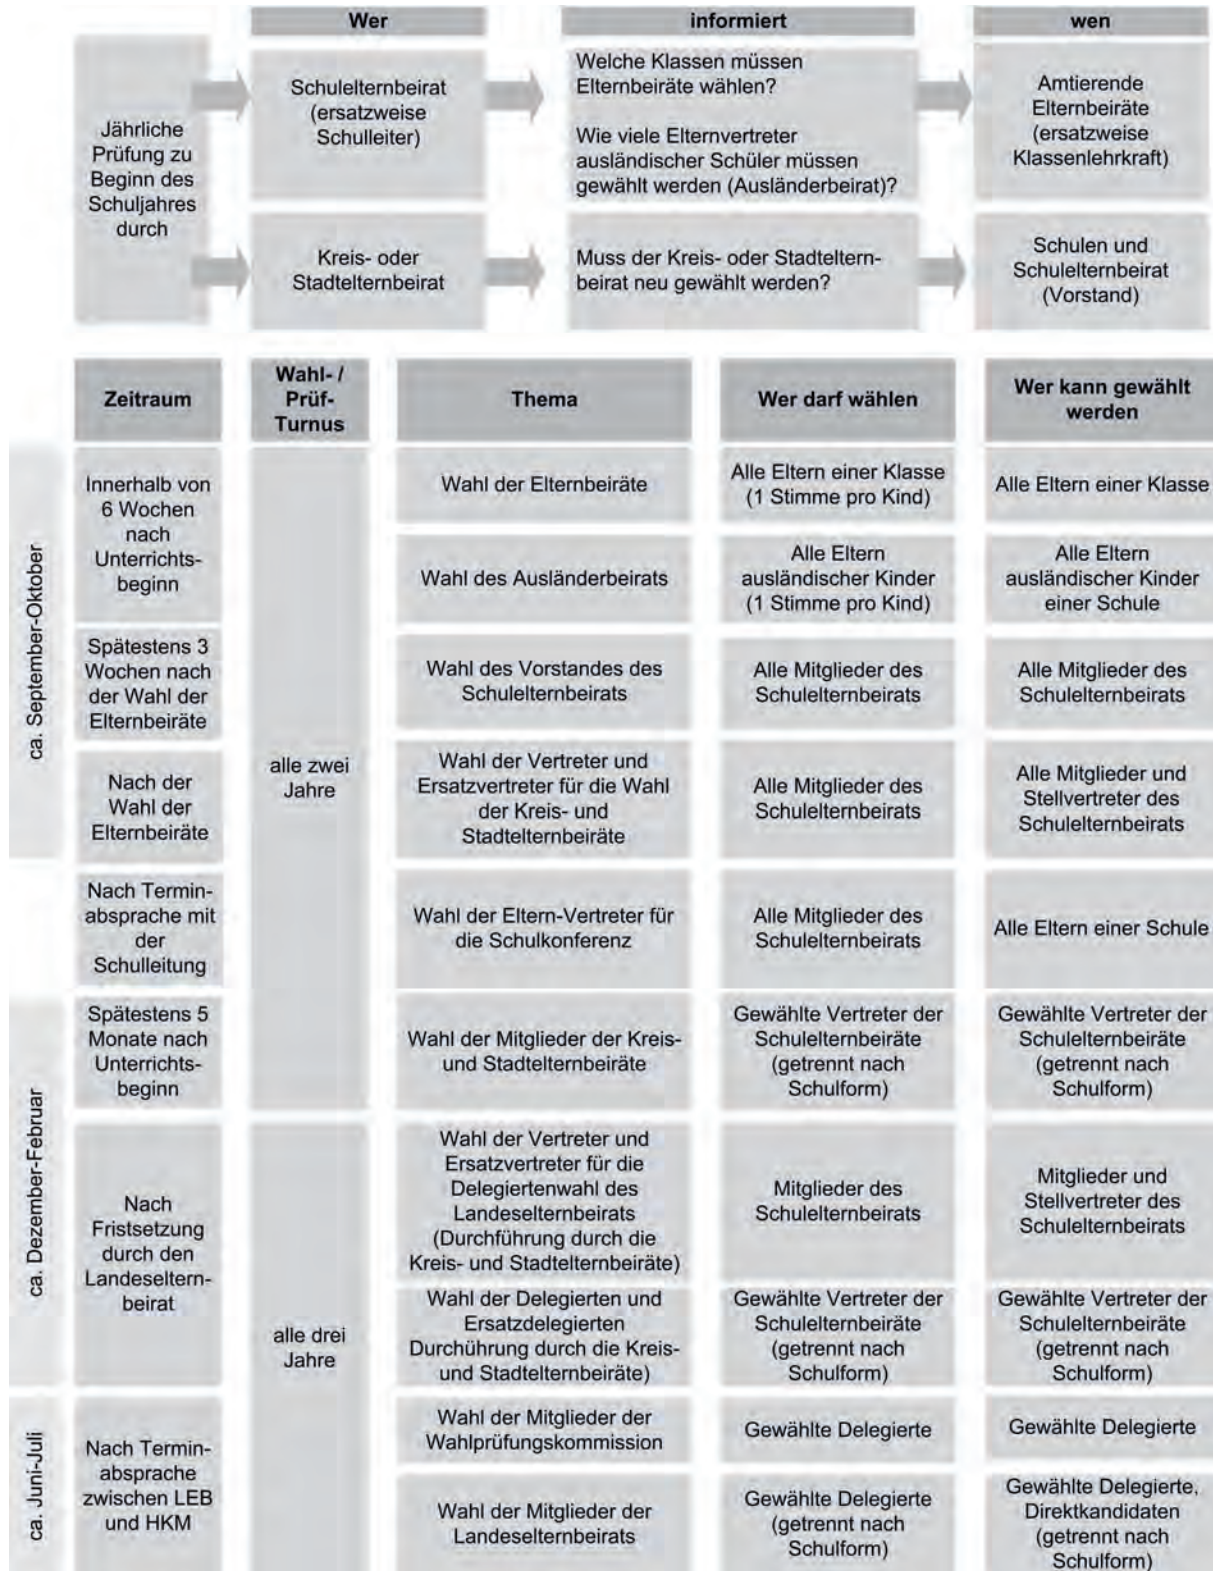 Wer
informiert
wen
Jährliche
Prüfung zu
Beginn des
Schuljahres
durch
Schulelternbeirat
(ersatzweise
Schulleiter)
Welche Klassen müssen
Elternbeiräte wählen?
Wie viele Elternvertreter
ausländischer Schüler müssen
gewählt werden (Ausländerbeirat)?
Amtierende
Elternbeiräte
(ersatzweise
Klassenlehrkraft)
Kreis- oder
Stadtelternbeirat
Muss der Kreis- oder Stadteltern-
beirat neu gewählt werden?
Schulen und
Schulelternbeirat
(Vorstand)
Zeitraum
Wahl- /
Prüf-
Turnus
Thema
Wer darf wählen
Wer kann gewählt
werden
ca. September-Oktober
Innerhalb von
6 Wochen
nach
Unterrichts-
beginn
alle zwei
Jahre
Wahl der Elternbeiräte
Alle Eltern einer Klasse
(1 Stimme pro Kind)
Alle Eltern einer Klasse
Wahl des Ausländerbeirats
Alle Eltern
ausländischer Kinder
(1 Stimme pro Kind)
Alle Eltern
ausländischer Kinder
einer Schule
Spätestens 3
Wochen nach
der Wahl der
Elternbeiräte
Wahl des Vorstandes des
Schulelternbeirats
Alle Mitglieder des
Schulelternbeirats
Alle Mitglieder des
Schulelternbeirats
Nach der
Wahl der
Elternbeiräte
Wahl der Vertreter und
Ersatzvertreter für die Wahl
der Kreis- und
Stadtelternbeiräte
Alle Mitglieder des
Schulelternbeirats
Alle Mitglieder und
Stellvertreter des
Schulelternbeirats
Nach Termin-
absprache mit
der
Schulleitung
Wahl der Eltern-Vertreter für
die Schulkonferenz
Alle Mitglieder des
Schulelternbeirats
Alle Eltern einer Schule
ca. Dezember-Februar
Spätestens 5
Monate nach
Unterrichts-
beginn
Wahl der Mitglieder der Kreis-
und Stadtelternbeiräte
Gewählte Vertreter der
Schulelternbeiräte
(getrennt nach
Schulform)
Gewählte Vertreter der
Schulelternbeiräte
(getrennt nach
Schulform)
Nach
Fristsetzung
durch den
Landeseltern-
beirat
alle drei
Jahre
Wahl der Vertreter und
Ersatzvertreter für die
Delegiertenwahl des
Landeselternbeirats
(Durchführung durch die
Kreis- und Stadtelternbeiräte)
Mitglieder des
Schulelternbeirats
Mitglieder und
Stellvertreter des
Schulelternbeirats
Wahl der Delegierten und
Ersatzdelegierten
Durchührung durch die Kreis-
und Stadtelternbeiräte)
Gewählte Vertreter der
Schulelternbeiräte
(getrennt nach
Schulform)
Gewählte Vertreter der
Schulelternbeiräte
(getrennt nach
Schulform)
ca. Juni-Juli
Nach Termin-
absprache
zwischen LEB
und HKM
Wahl der Mitglieder der
Wahlprüfungskommission
Gewählte Delegierte
Gewählte Delegierte
Wahl der Mitglieder der
Landeselternbeirats
Gewählte Delegierte
(getrennt nach
Schulform)
Gewählte Delegierte,
Direktkandidaten
(getrennt nach
Schulform)